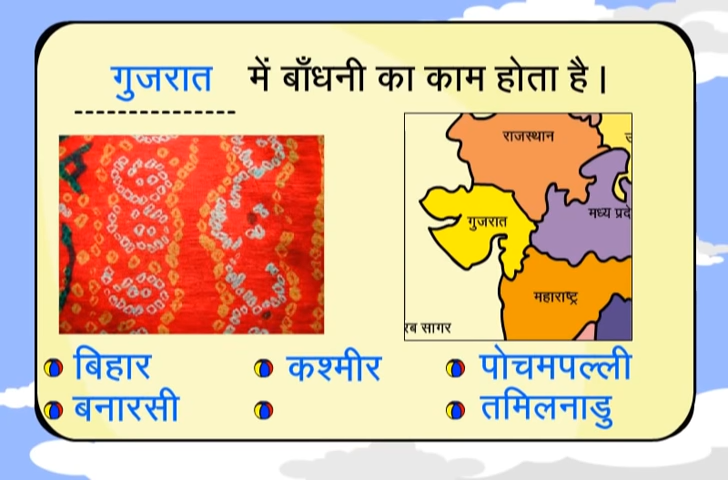 गुजरात में बाँधनी का काम होता है।
राजस्थान
गुजरात
मध्य प्रदे
महाराष्ट्र
रब सागर
बिहार कश्मीर पोचमपल्ली
बनारसी तमिलनाडु